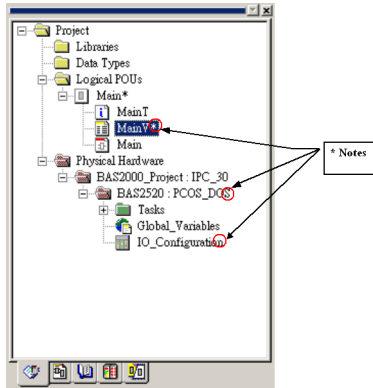 Project
Libraries
Data Types
Logical POUs
Main*
MainT
MainV*
Main
* Notes
Physical Hardware
BAS2000_Project : IPC_30
BAS2520 : PCOS_DOS
Tasks
Global_Variables
IO_Configuration